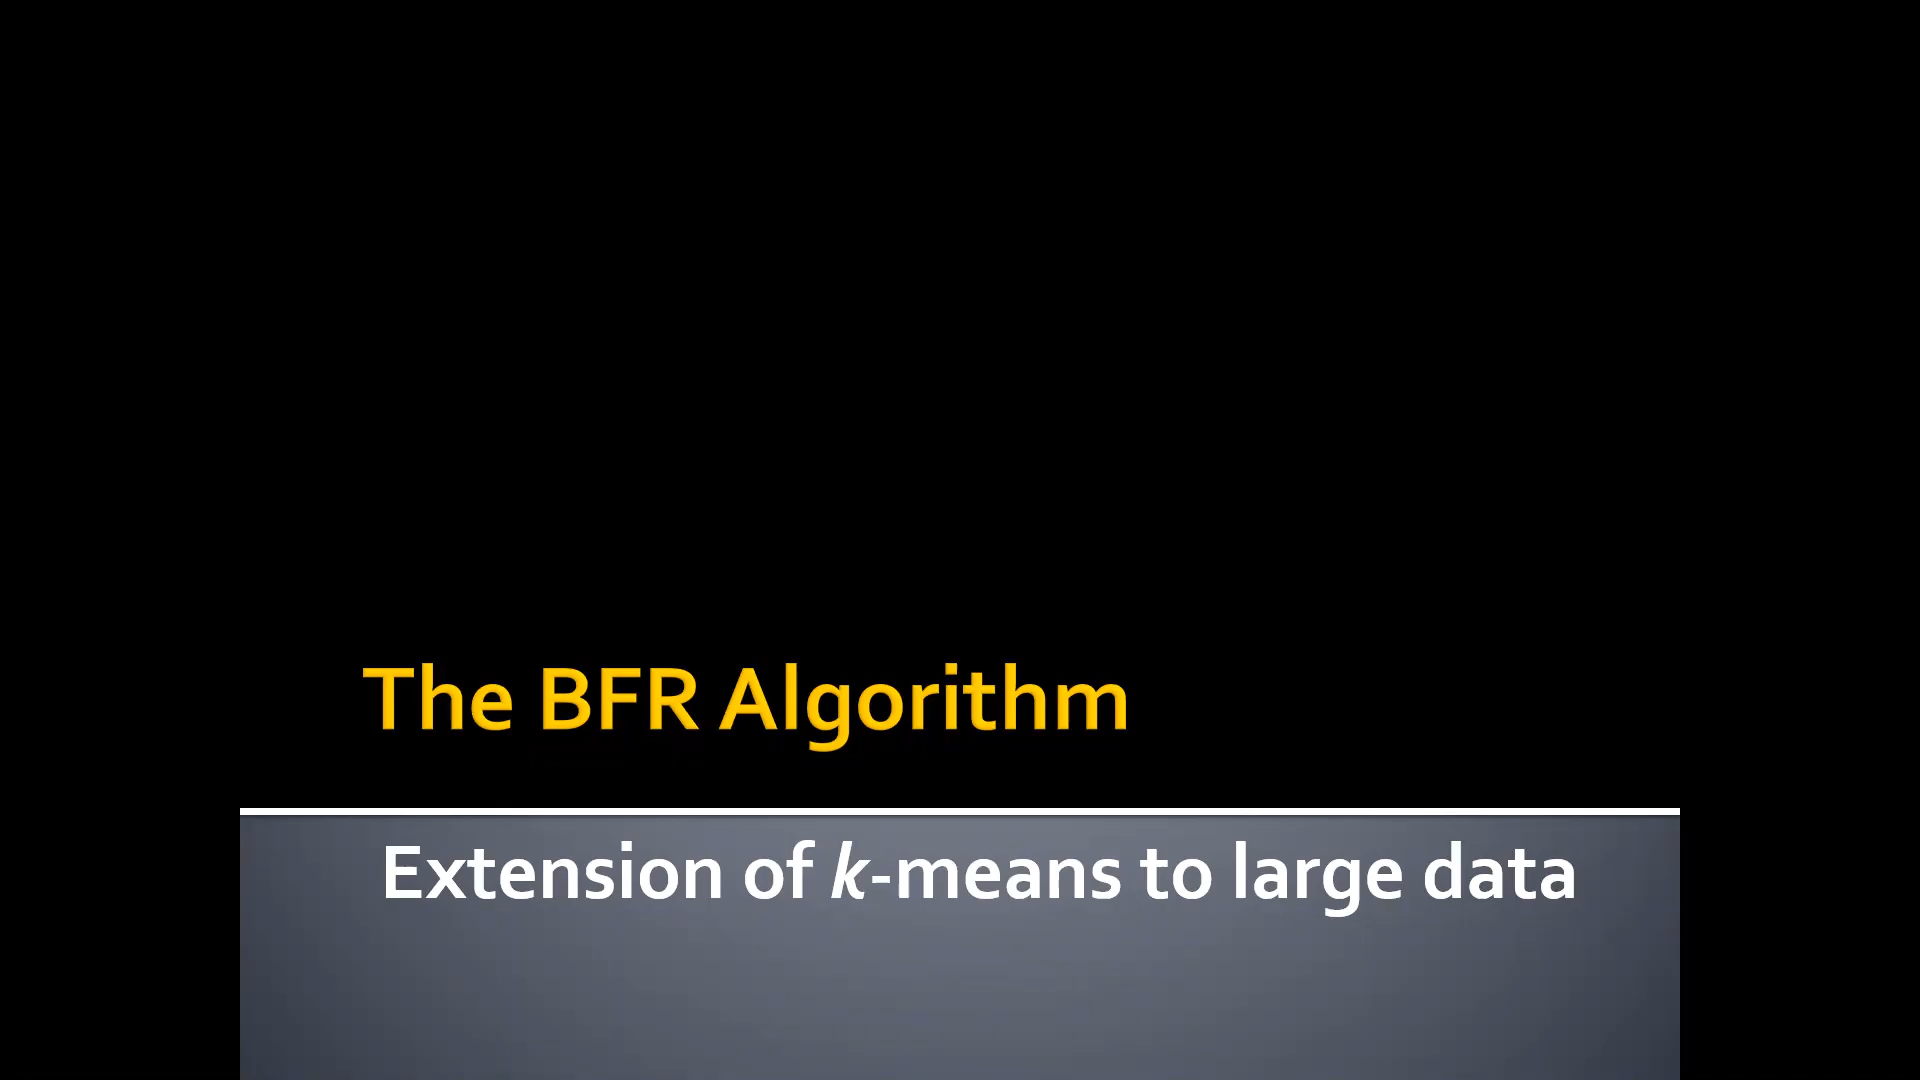 The BFR Algorithm
Extension of k-means to large data